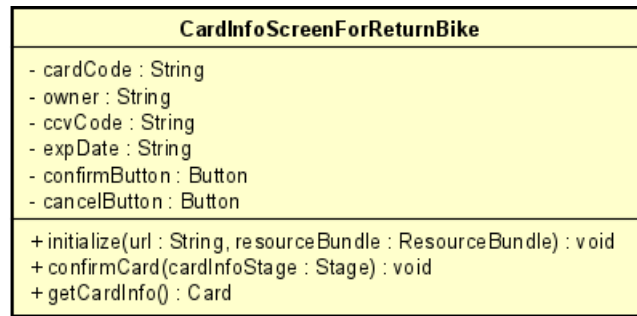 CardInfoScreenForReturnBike
- cardCode : String
- owner : String
- ccvCode : String
- expDate : String
- confirmButton : Button
- cancelButton : Button
+ initialize(url : String, resourceBundle : ResourceBundle) : void
+ confirmCard(cardInfoStage : Stage) : void
+ getCardInfo() : Card